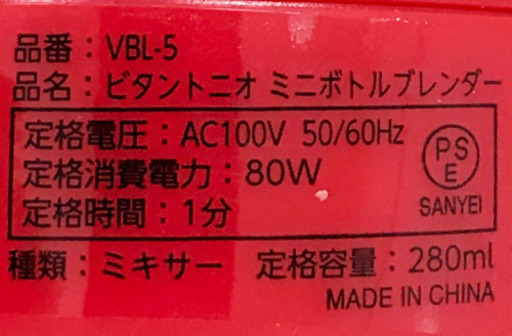 品番：VBL-5
品名：ビタントニオ ミニボトルブレンダー
定格電圧：AC100V 50/60Hz
定格消費電力：80W
定格時間：1分
PSE
SANYEI
種類：ミキサー 定格容量：280ml
MADE IN CHINA